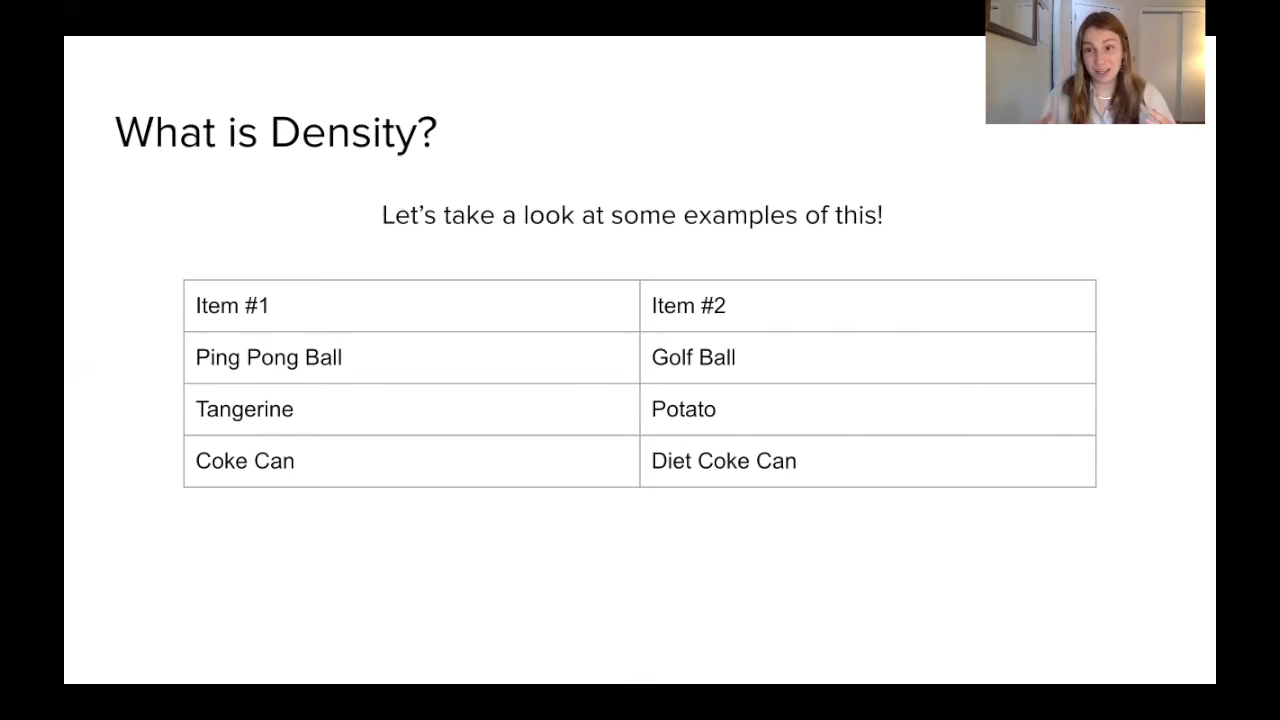 What is Density?
Let's take a look at some examples of this!
Item #1 Item #2
Ping Pong Ball Golf Ball
Tangerine Potato
Coke Can Diet Coke Can